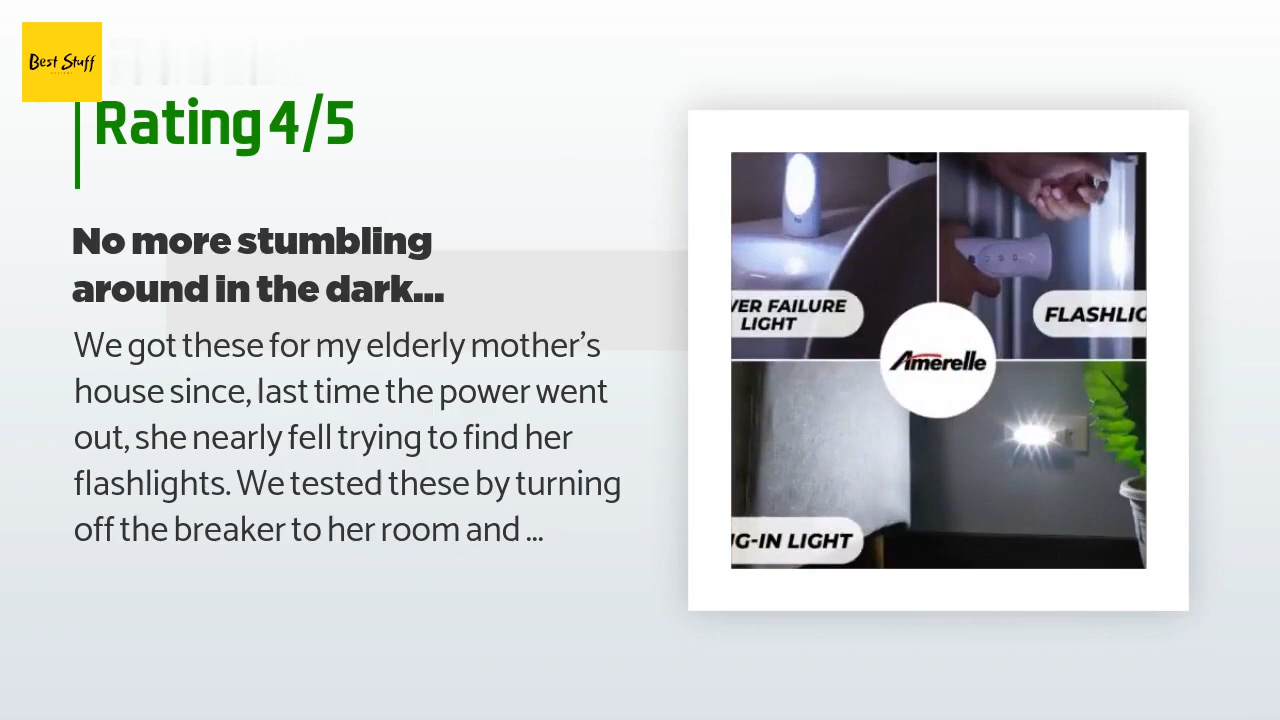 Best Stuff
Rating 4/5
No more stumbling
around in the dark...
We got these for my elderly mother's
house since, last time the power went
out, she nearly fell trying to find her
flashlights. We tested these by turning
off the breaker to her room and ...
VER FAILURE
LIGHT
FLASHLIG
Amerelle
IG-IN LIGHT